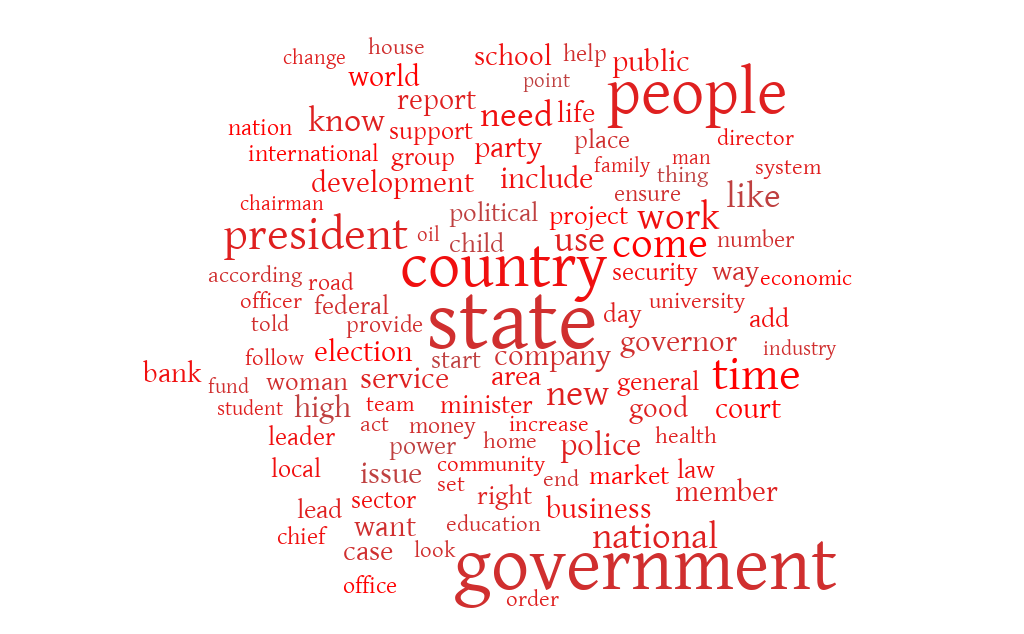 change house school help public
world point people
report need life
nation know support place director
international group party family man system
development include thing
chairman ensure like
political project work
president oil child use come number
country
according road security way economic
officer federal state day university
told provide governor add
follow election start company industry
bank fund woman service area general time
student high team minister new good court
leader act money increase police health
power home
local issue community market law
lead sector set right end member
chief want education business
case look national
office government
order